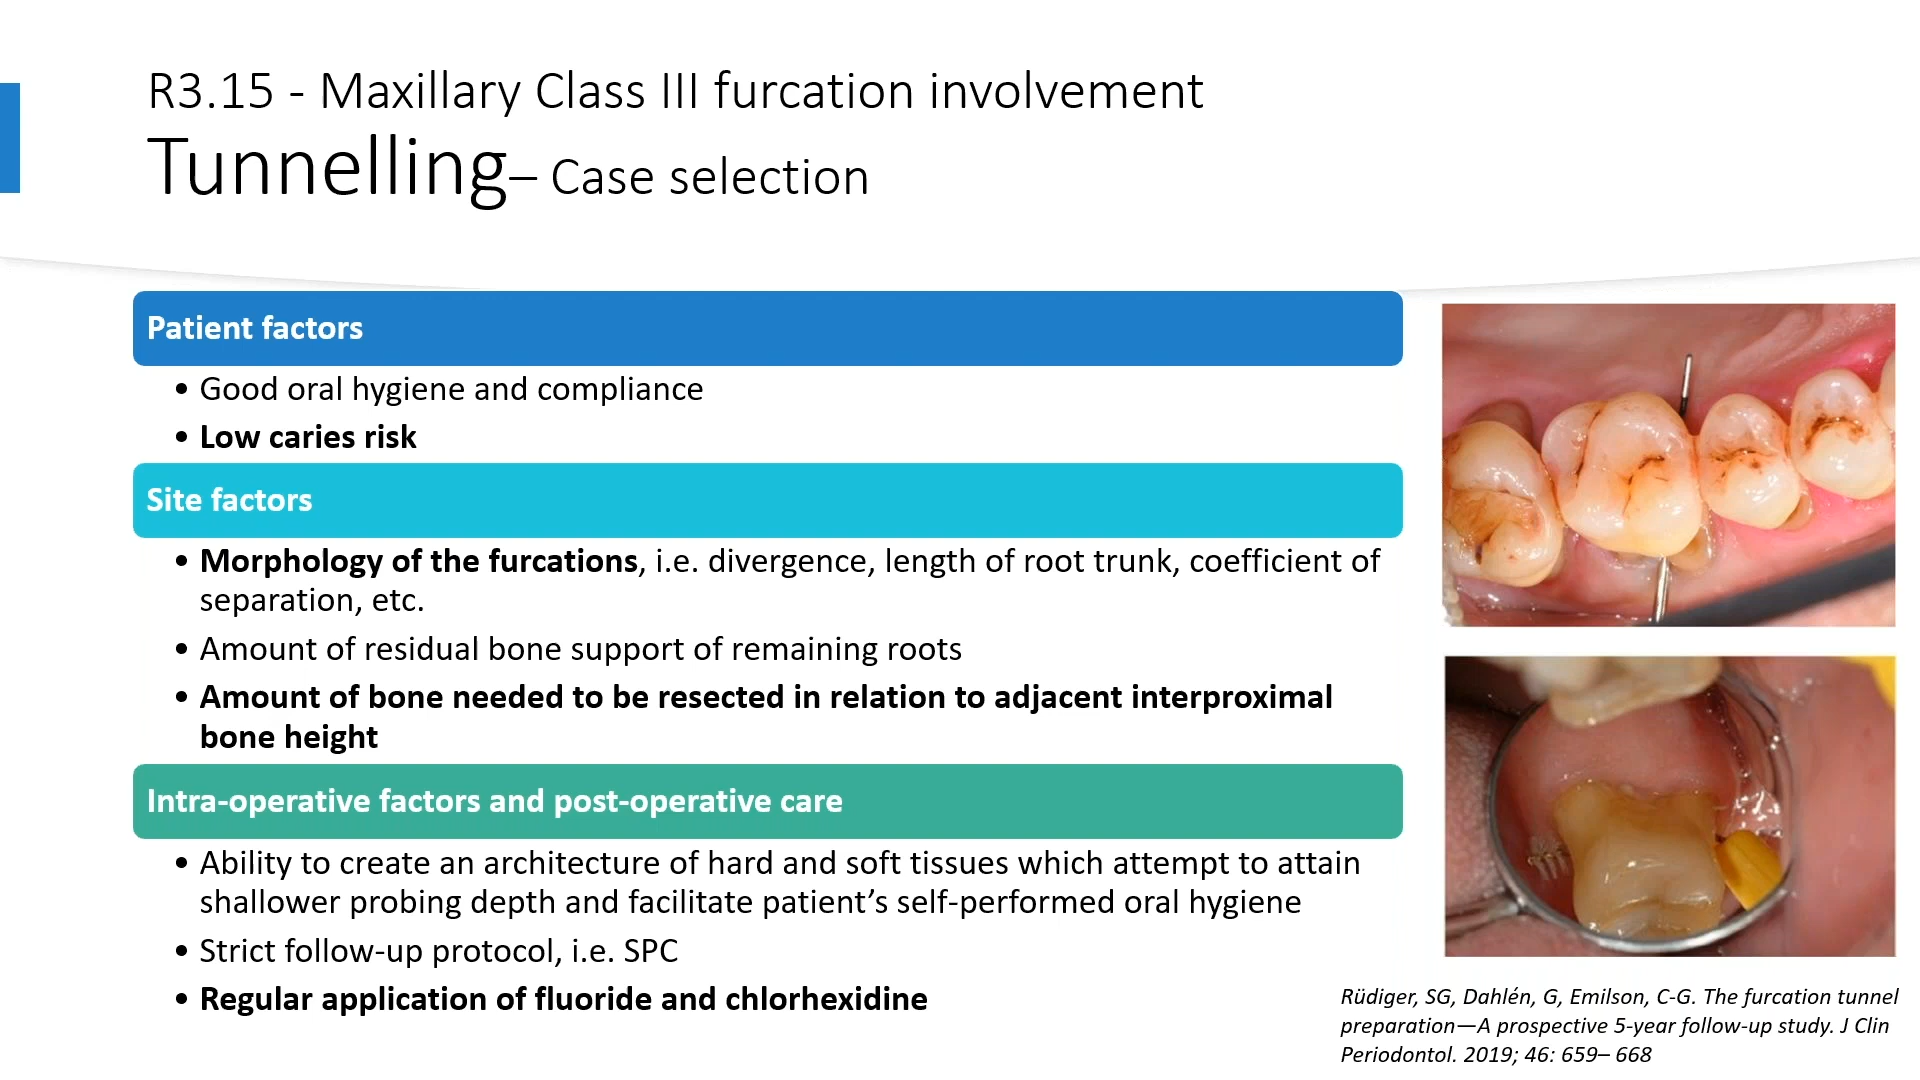 R3.15 - Maxillary Class III furcation involvement
Tunnelling– Case selection
Patient factors
• Good oral hygiene and compliance
• Low caries risk
Site factors
• Morphology of the furcations, i.e. divergence, length of root trunk, coefficient of
separation, etc.
• Amount of residual bone support of remaining roots
• Amount of bone needed to be resected in relation to adjacent interproximal
bone height
Intra-operative factors and post-operative care
• Ability to create an architecture of hard and soft tissues which attempt to attain
shallower probing depth and facilitate patient’s self-performed oral hygiene
• Strict follow-up protocol, i.e. SPC
• Regular application of fluoride and chlorhexidine
Rüdiger, SG, Dahlén, G, Emilson, C-G. The furcation tunnel
preparation—A prospective 5-year follow-up study. J Clin
Periodontol. 2019; 46: 659– 668